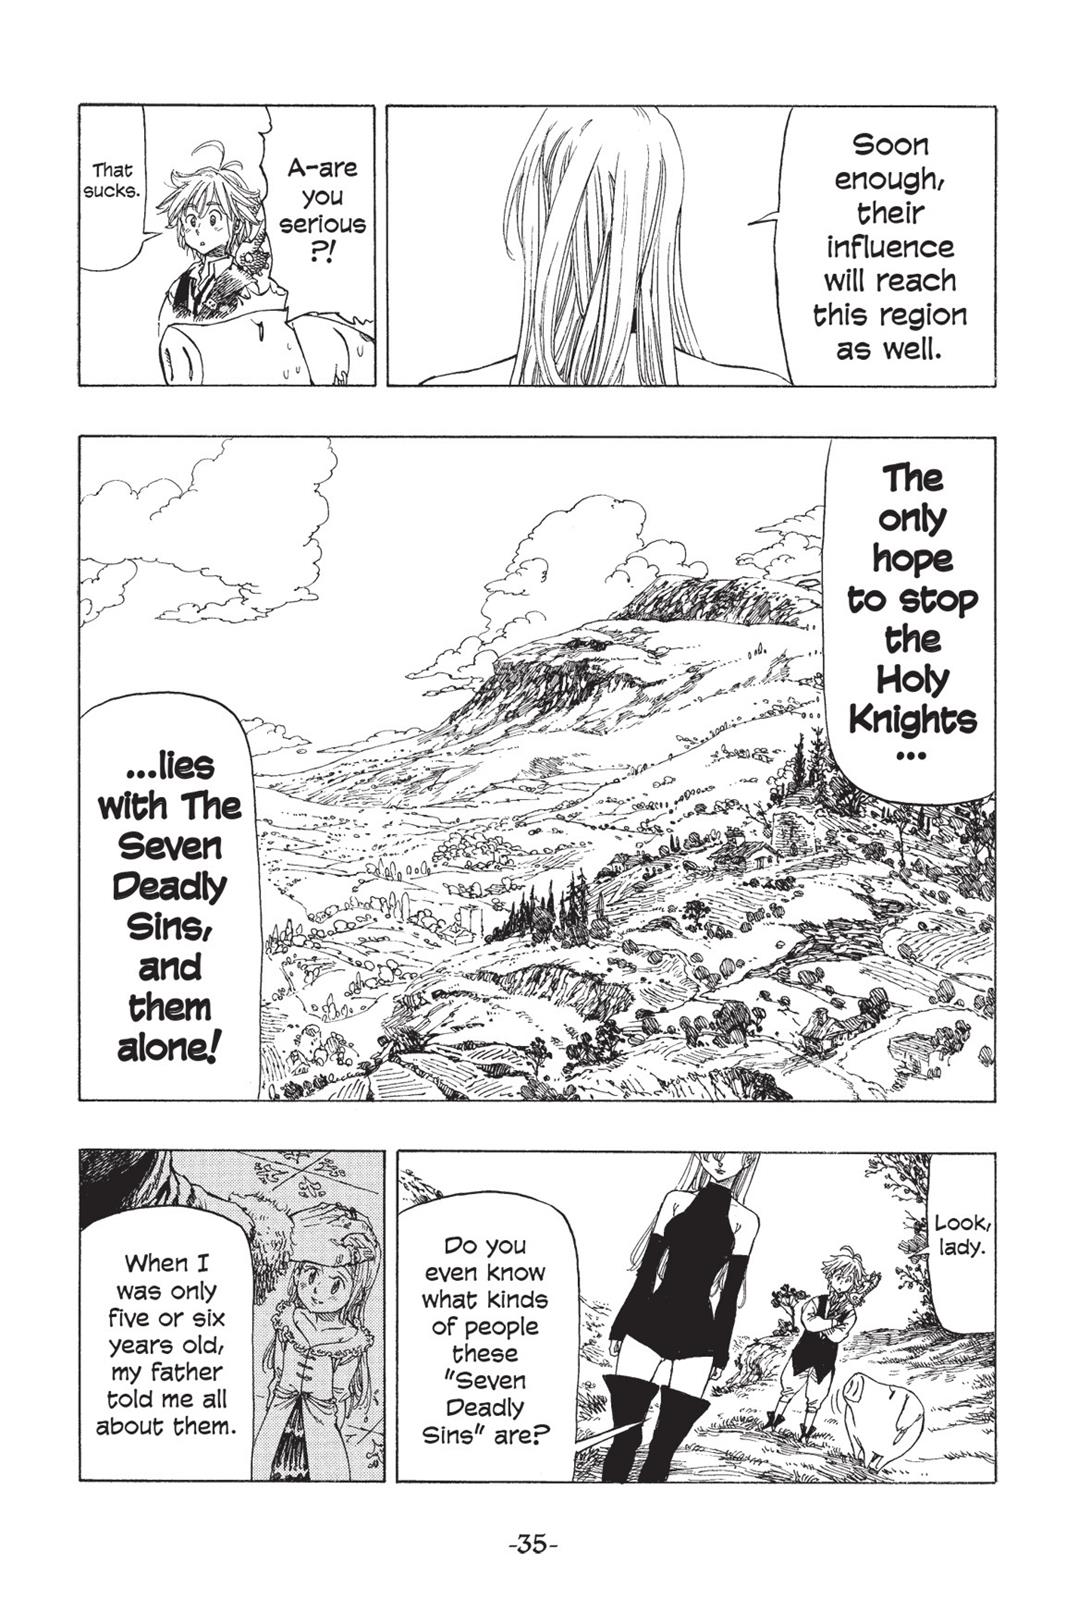 Soon
enough,
their
influence
will reach
this region
as well.
A-are
you
serious
?!
That
sucks.
The
only
hope
to stop
the
Holy
Knights
...
...lies
with The
Seven
Deadly
Sins,
and
them
alone!
Look,
lady.
Do you
even know
what kinds
of people
these
"Seven
Deadly
Sins" are?
When I
was only
five or six
years old,
my father
told me all
about them.
-35-